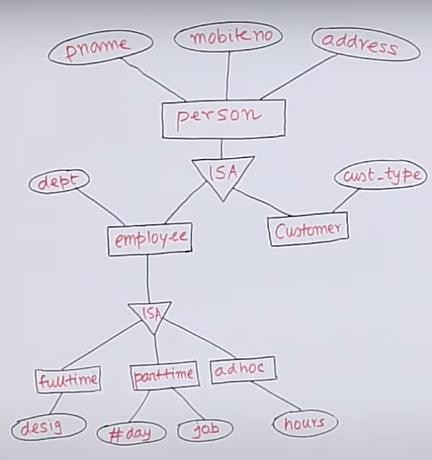 pname
mobileno
address
person
ISA
dept
cust_type
employee
Customer
ISA
fulltime
parttime
adhoc
desig
#day
job
hours